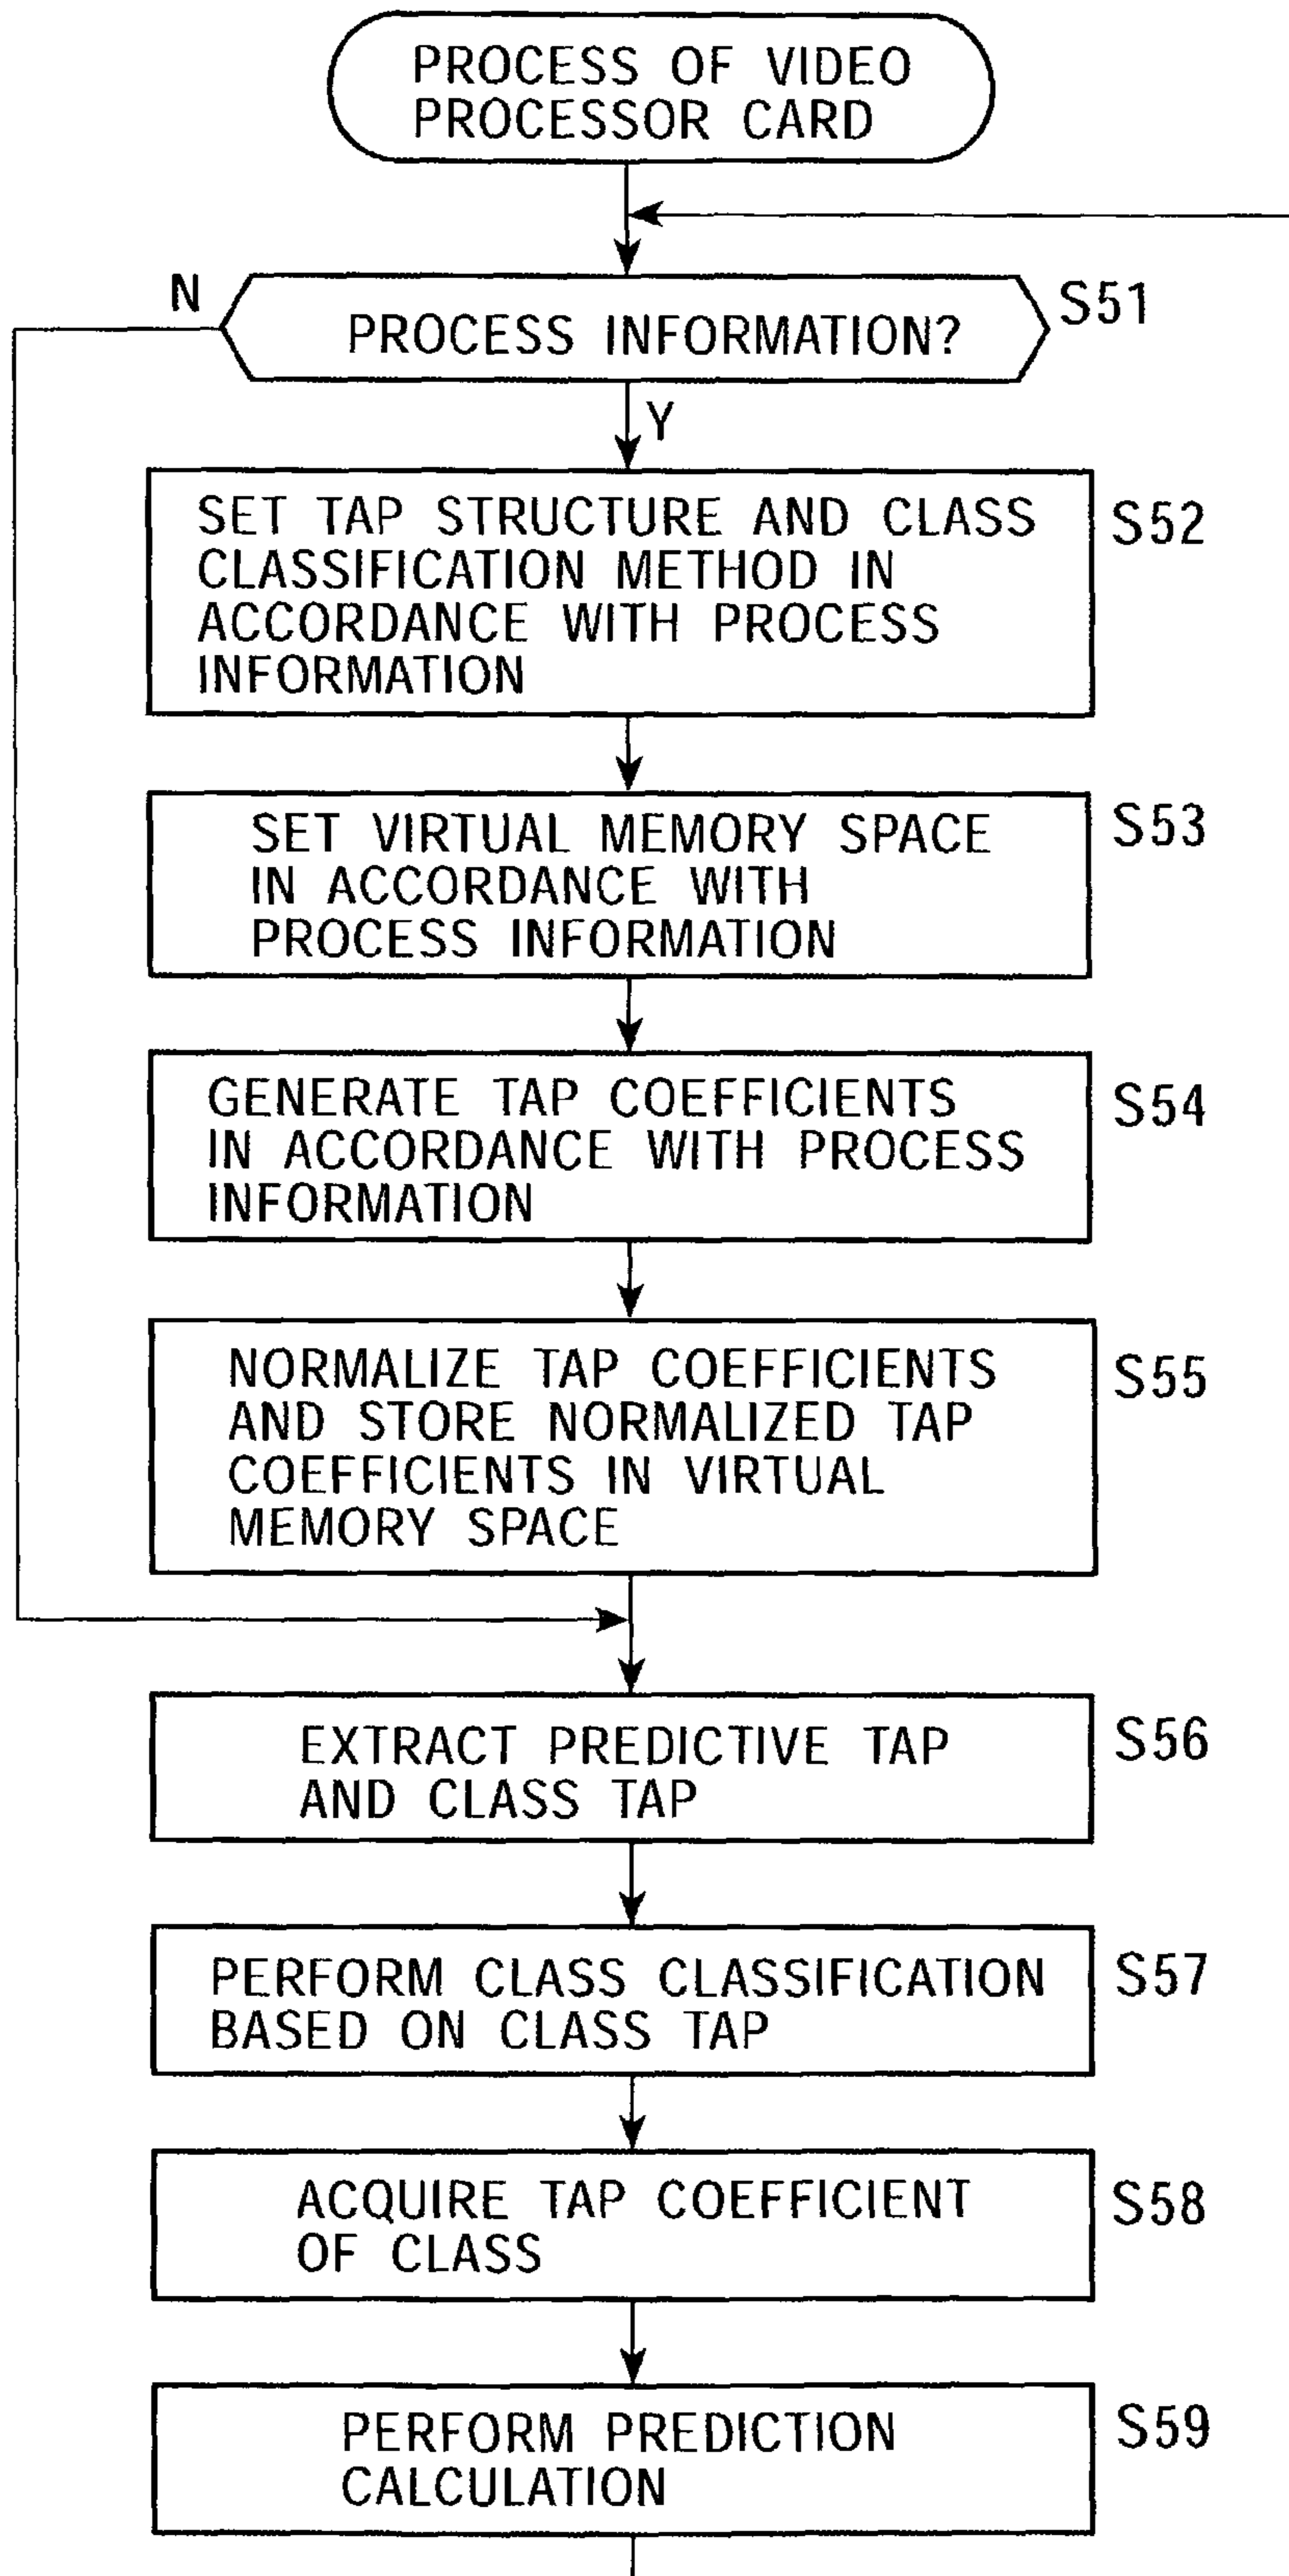 PROCESS OF VIDEO
PROCESSOR CARD
N
PROCESS INFORMATION?
S51
Y
SET TAP STRUCTURE AND CLASS
CLASSIFICATION METHOD IN
ACCORDANCE WITH PROCESS
INFORMATION
S52
SET VIRTUAL MEMORY SPACE
IN ACCORDANCE WITH
PROCESS INFORMATION
S53
GENERATE TAP COEFFICIENTS
IN ACCORDANCE WITH PROCESS
INFORMATION
S54
NORMALIZE TAP COEFFICIENTS
AND STORE NORMALIZED TAP
COEFFICIENTS IN VIRTUAL
MEMORY SPACE
S55
EXTRACT PREDICTIVE TAP
AND CLASS TAP
S56
PERFORM CLASS CLASSIFICATION
BASED ON CLASS TAP
S57
ACQUIRE TAP COEFFICIENT
OF CLASS
S58
PERFORM PREDICTION
CALCULATION
S59